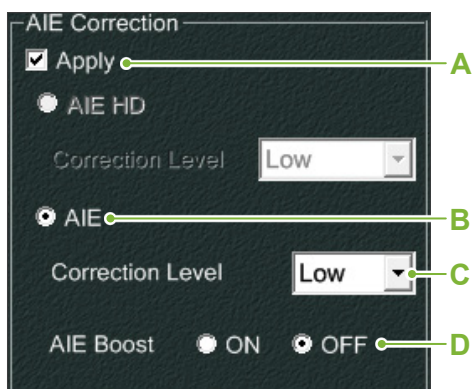 AIE Correction
Apply
A
AIE HD
Correction Level Low
AIE
B
Correction Level Low
C
AIE Boost ON OFF
D